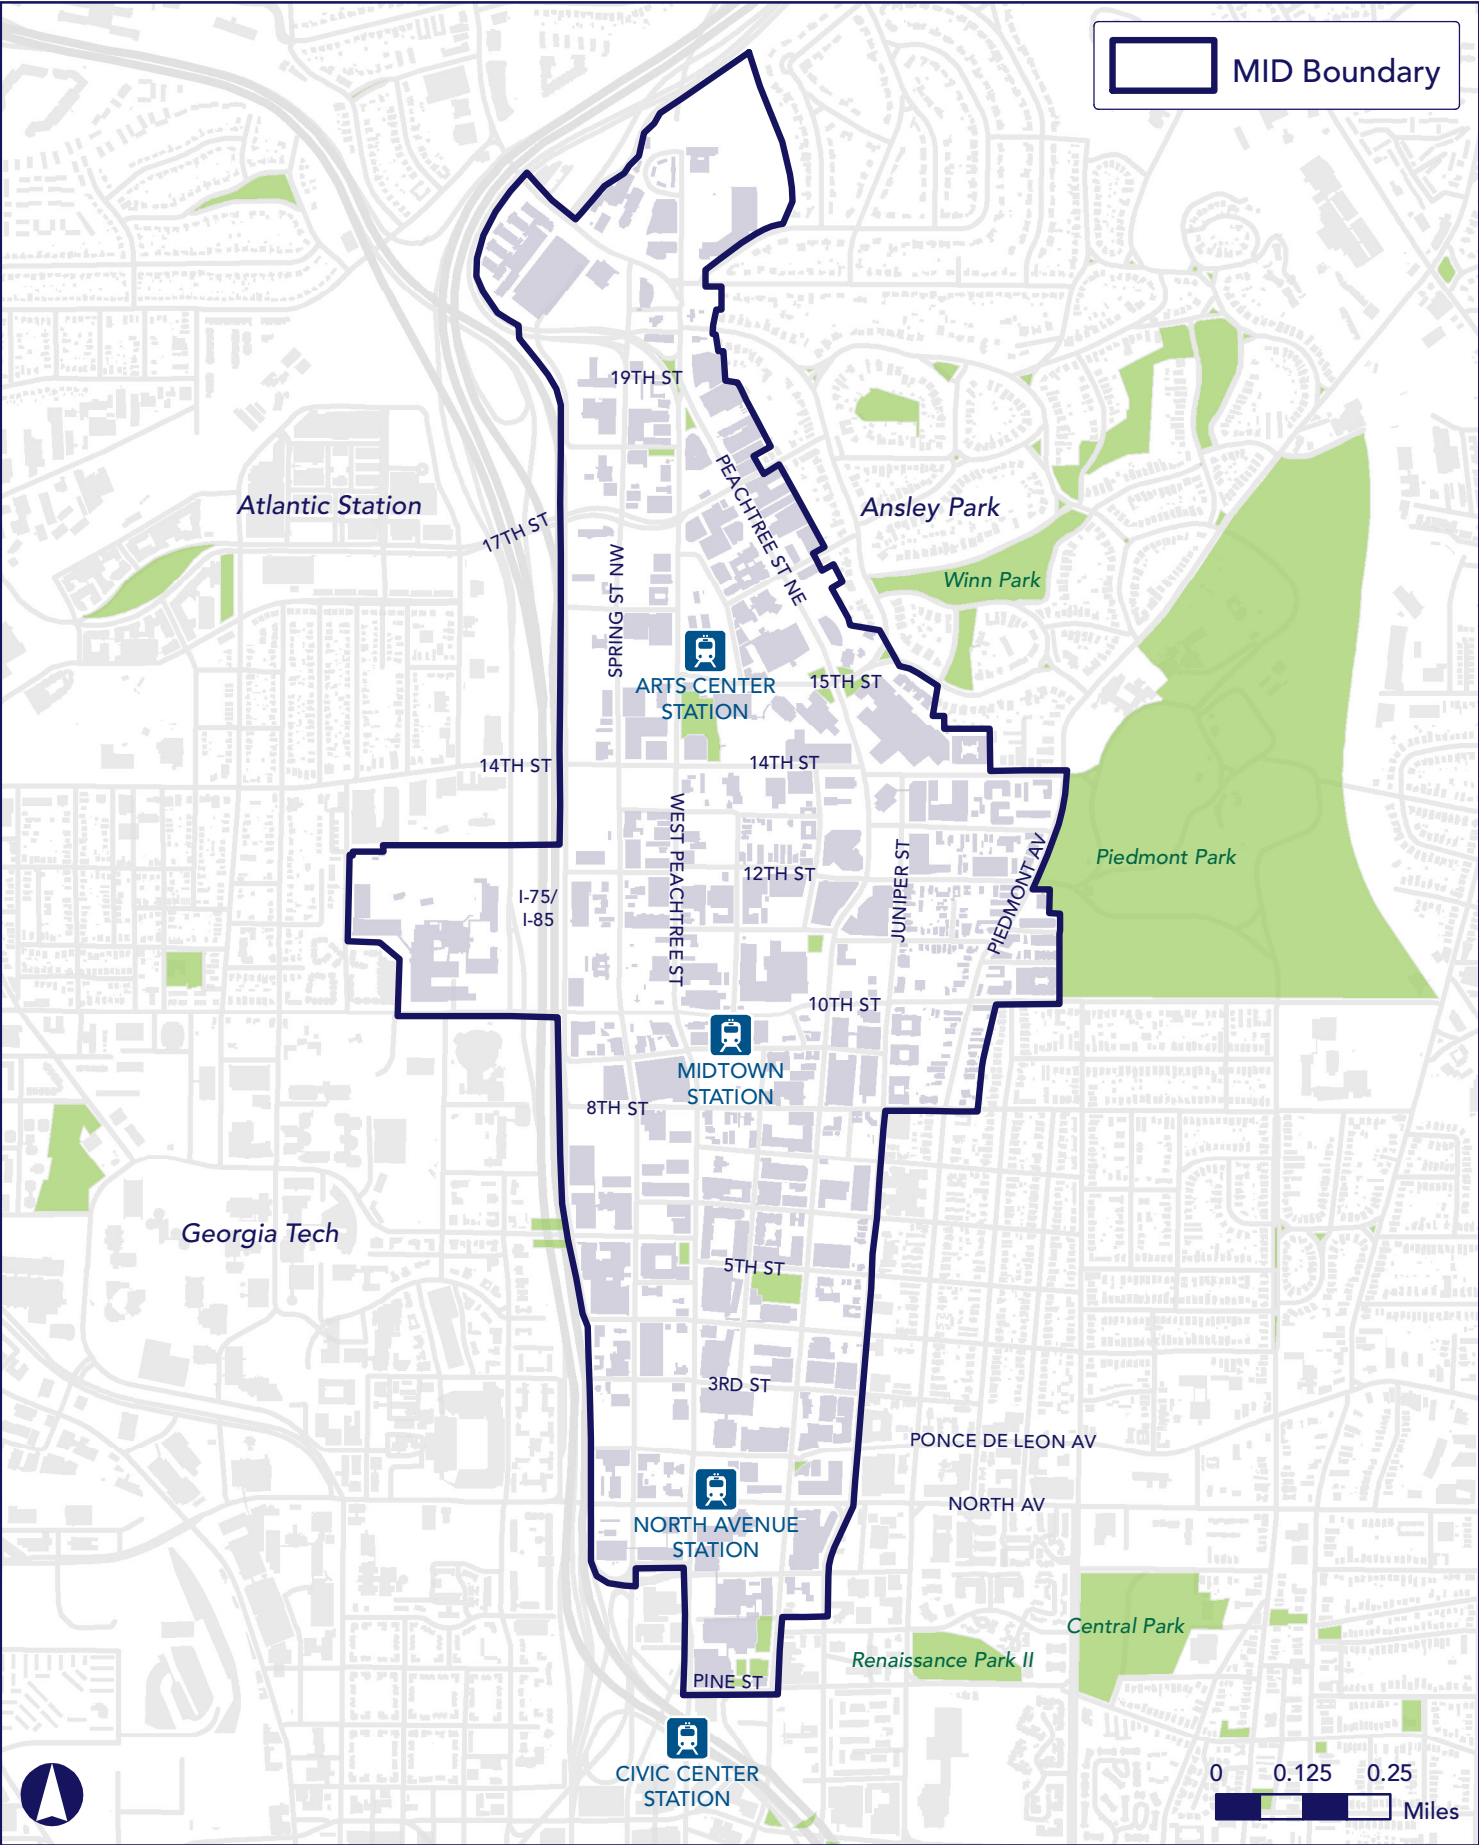 MID Boundary
19TH ST
PEACHTREE ST NE
Atlantic Station
Ansley Park
17TH ST
SPRING ST NW
Winn Park
ARTS CENTER
STATION
15TH ST
14TH ST
14TH ST
WEST PEACHTREE ST
12TH ST
JUNIPER ST
PIEDMONT AV
Piedmont Park
I-75/
I-85
10TH ST
MIDTOWN
STATION
8TH ST
Georgia Tech
5TH ST
3RD ST
PONCE DE LEON AV
NORTH AV
NORTH AVENUE
STATION
Central Park
Renaissance Park II
PINE ST
CIVIC CENTER
STATION
0 0.125 0.25
Miles